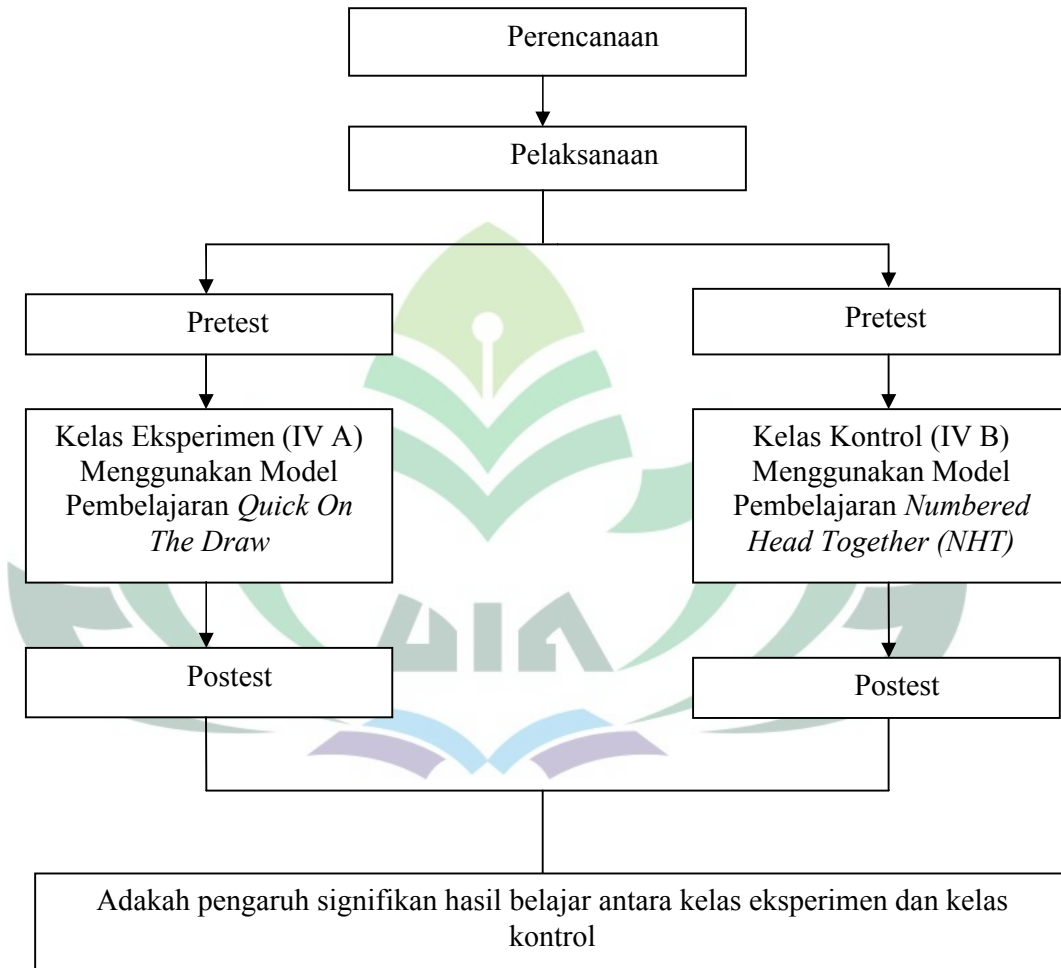 Perencanaan
Pelaksanaan
Pretest
Pretest
Kelas Eksperimen (IV A)
Menggunakan Model
Pembelajaran Quick On
The Draw
Kelas Kontrol (IV B)
Menggunakan Model
Pembelajaran Numbered
Head Together (NHT)
UIN
Postest
Postest
Adakah pengaruh signifikan hasil belajar antara kelas eksperimen dan kelas
kontrol